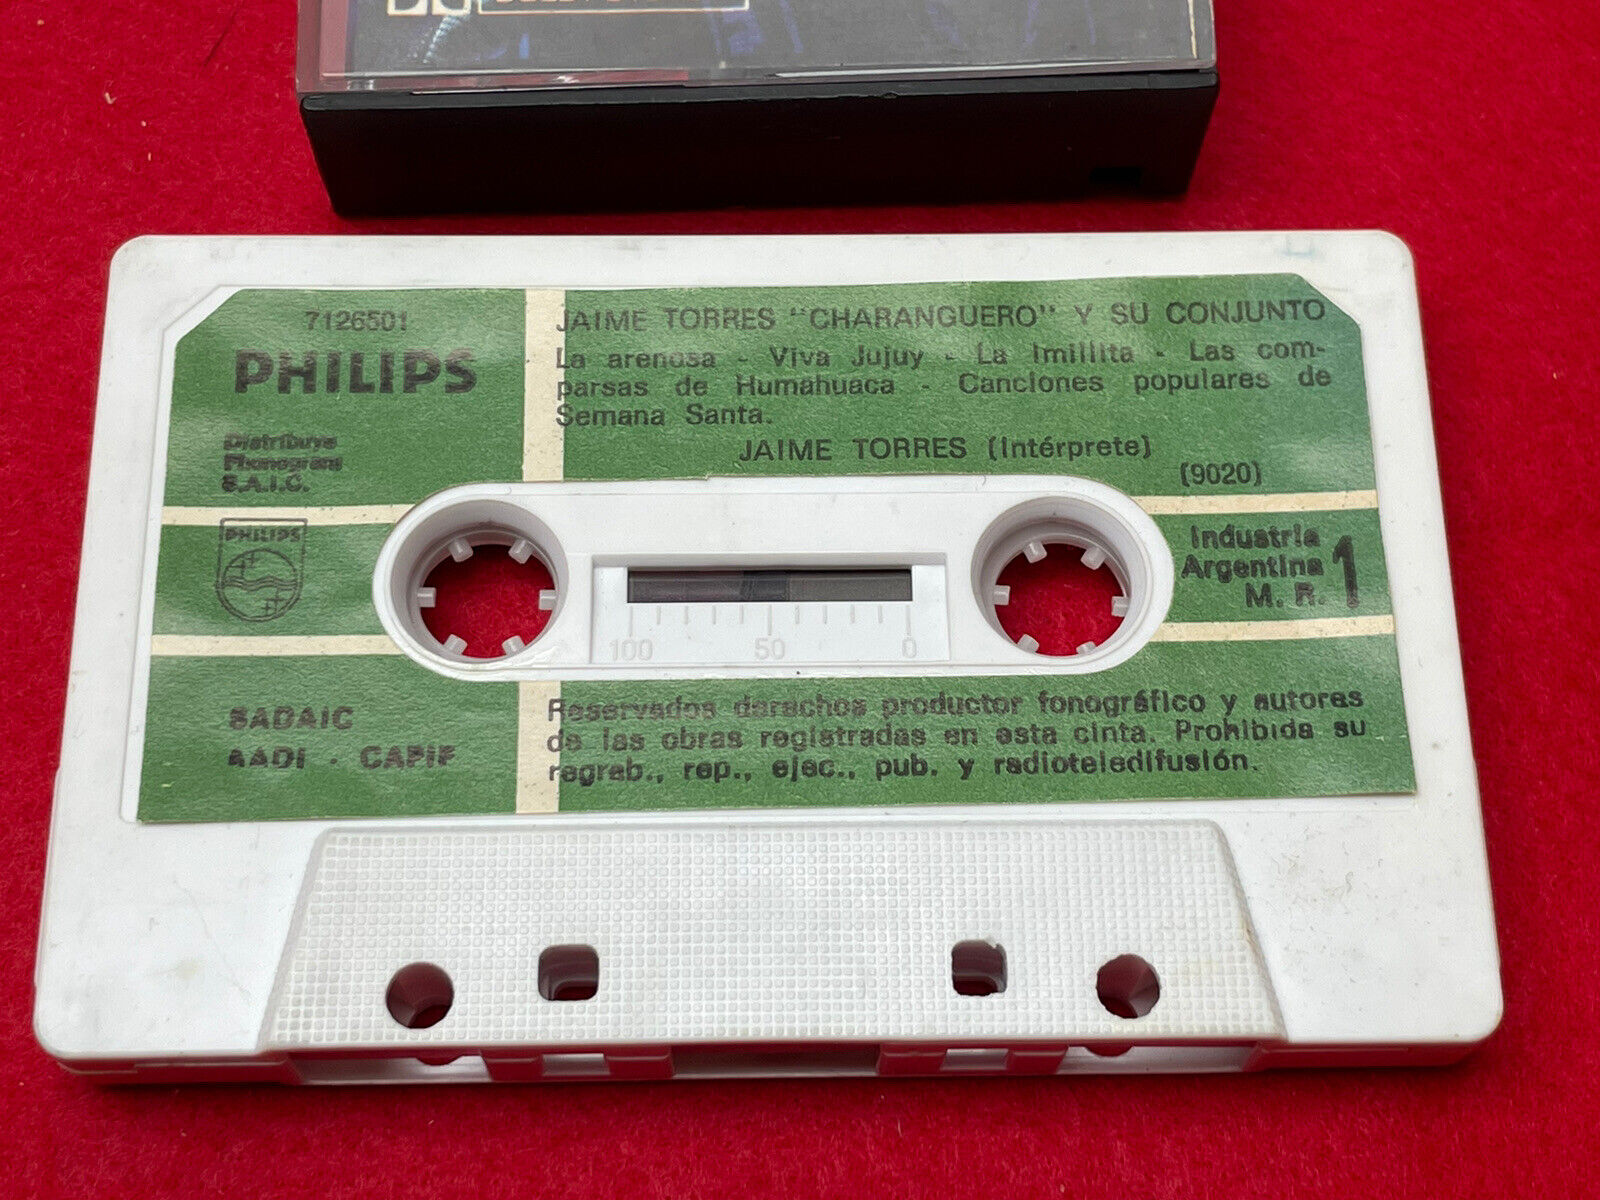 7126501
PHILIPS
Distribuye
Phonogram
S.A.I.C.
JAIME TORRES "CHARANGUERO" Y SU CONJUNTO
La arenosa - Viva Jujuy - La Imillita - Las com-
parsas de Humahuaca - Canciones populares de
Semana Santa.
JAIME TORRES (Intérprete)
(9020)
PHILIPS
Industria
Argentina
M. R.
1
100 50 0
SADAIC
AADI - CAPIF
Reservados derechos productor fonográfico y autores
de las obras registradas en esta cinta. Prohibida su
regrab., rep., ejec., pub. y radioteledifusión.